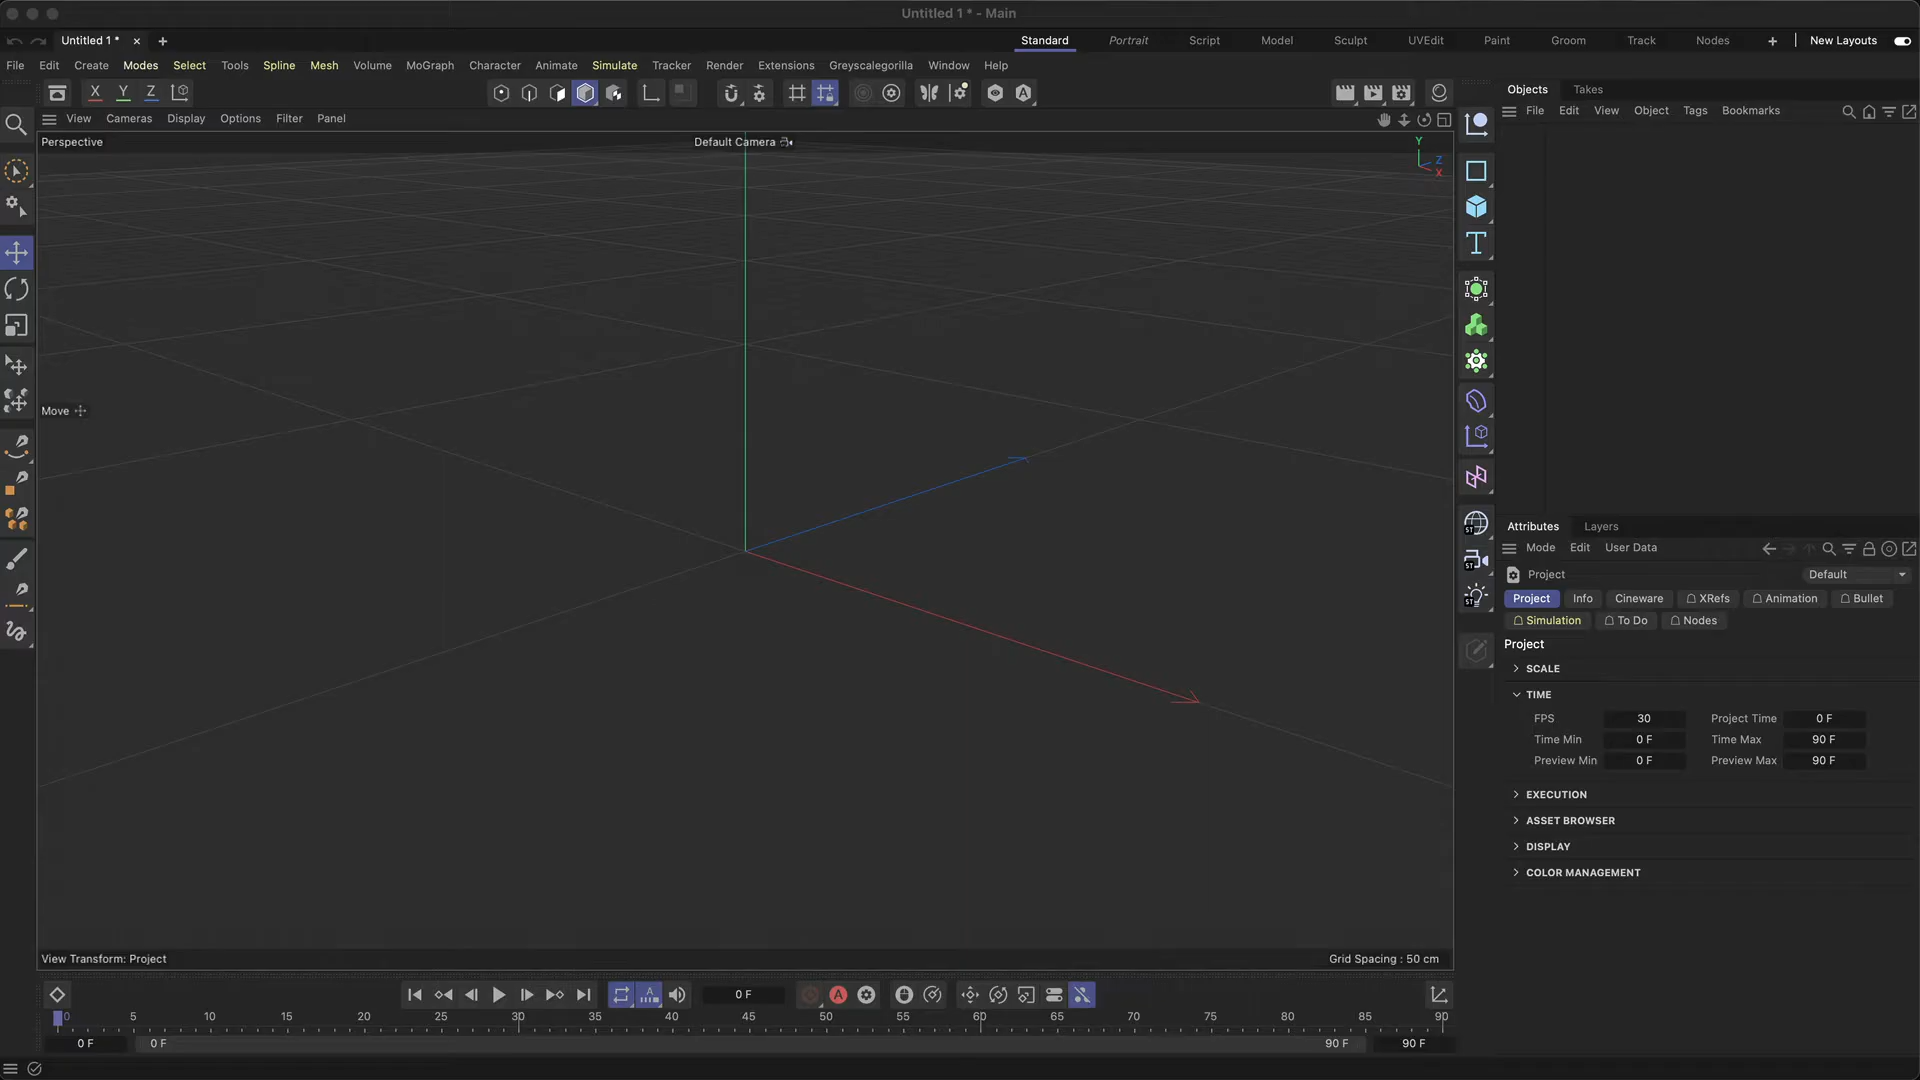 Untitled 1 * - Main
Untitled 1 *
Standard
Portrait
Script
Model
Sculpt
UVEdit
Paint
Groom
Track
Nodes
New Layouts
File Edit Create Modes Select Tools Spline Mesh Volume MoGraph Character Animate Simulate Tracker Render Extensions Greyscalegorilla Window Help
X Y Z
View Cameras Display Options Filter Panel
Perspective
Default Camera
Y
Z
X
Move
View Transform: Project
Grid Spacing : 50 cm
Objects Takes
File Edit View Object Tags Bookmarks
ST
ST
ST
Attributes Layers
Mode Edit User Data
Project
Default
Project Info Cineware XRefs Animation Bullet
Simulation To Do Nodes
Project
SCALE
TIME
FPS 30 Project Time 0 F
Time Min 0 F Time Max 90 F
Preview Min 0 F Preview Max 90 F
EXECUTION
ASSET BROWSER
DISPLAY
COLOR MANAGEMENT
A
0 F
A
0 5 10 15 20 25 30 35 40 45 50 55 60 65 70 75 80 85 90
0 F 0 F 90 F 90 F